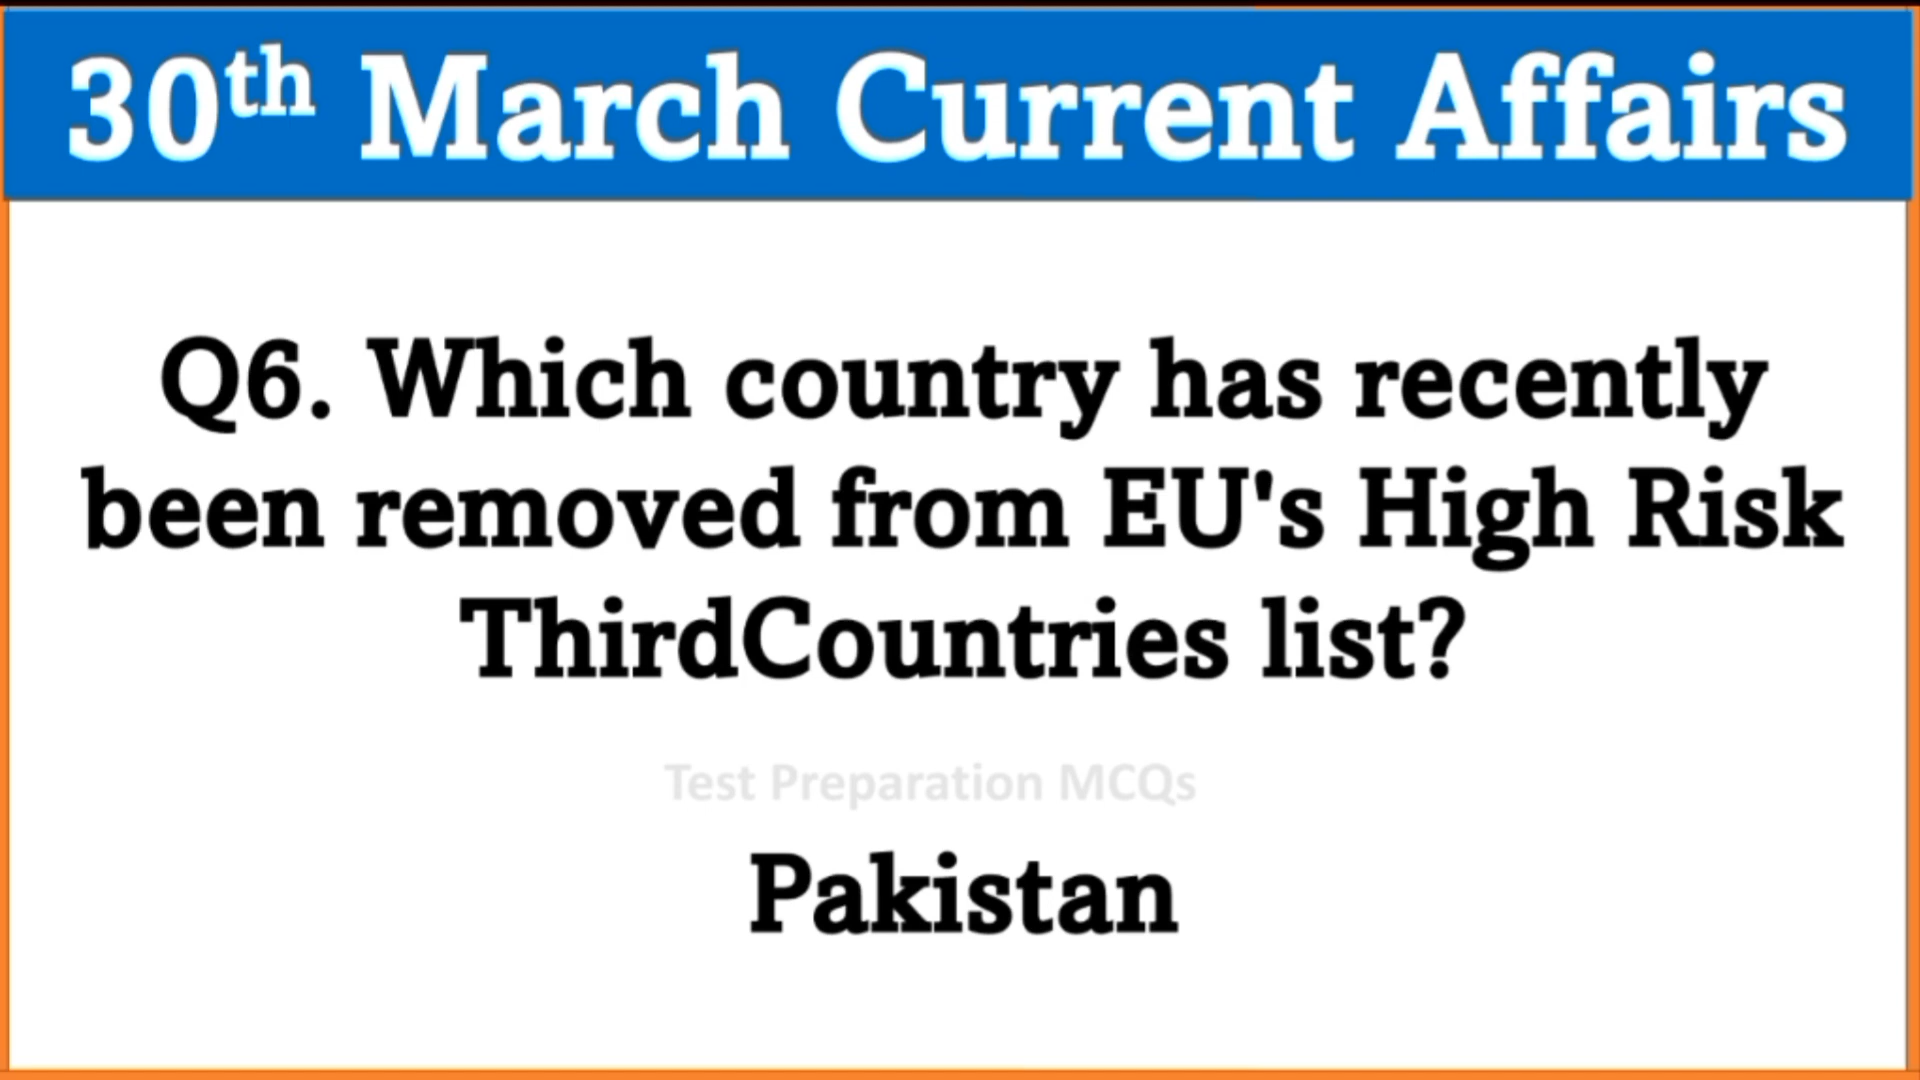 30th March Current Affairs
Q6. Which country has recently
been removed from EU's High Risk
ThirdCountries list?
Test Preparation MCQs
Pakistan